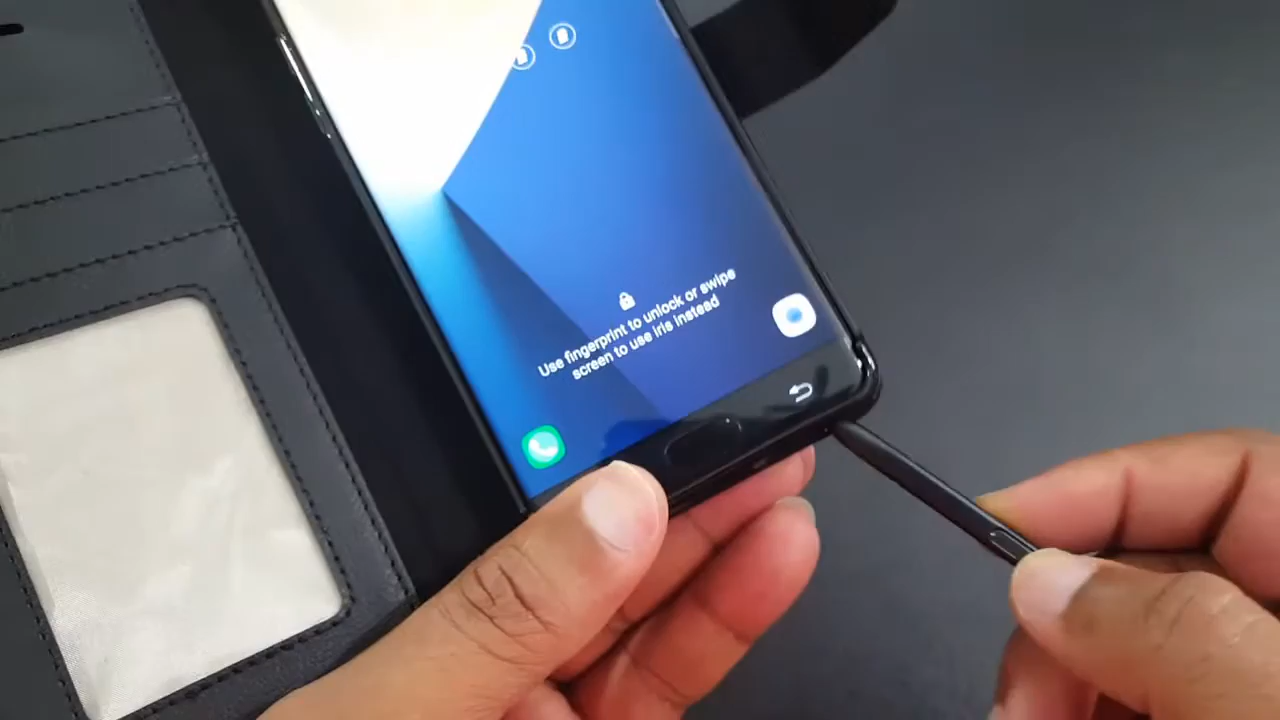 Use fingerprint to unlock or swipe
screen to use iris instead